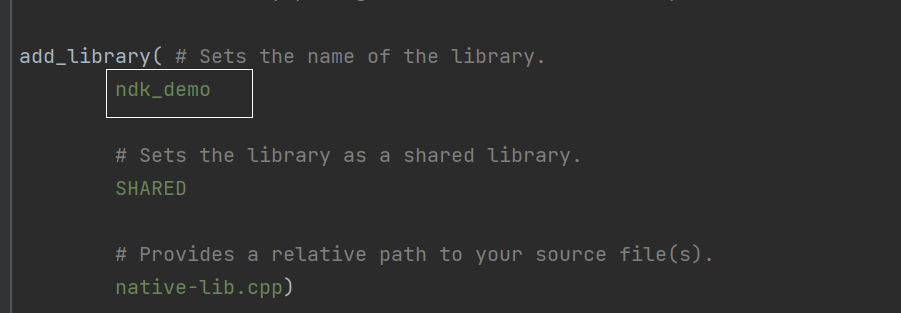 add_library( # Sets the name of the library.
ndk_demo
# Sets the library as a shared library.
SHARED
# Provides a relative path to your source file(s).
native-lib.cpp)